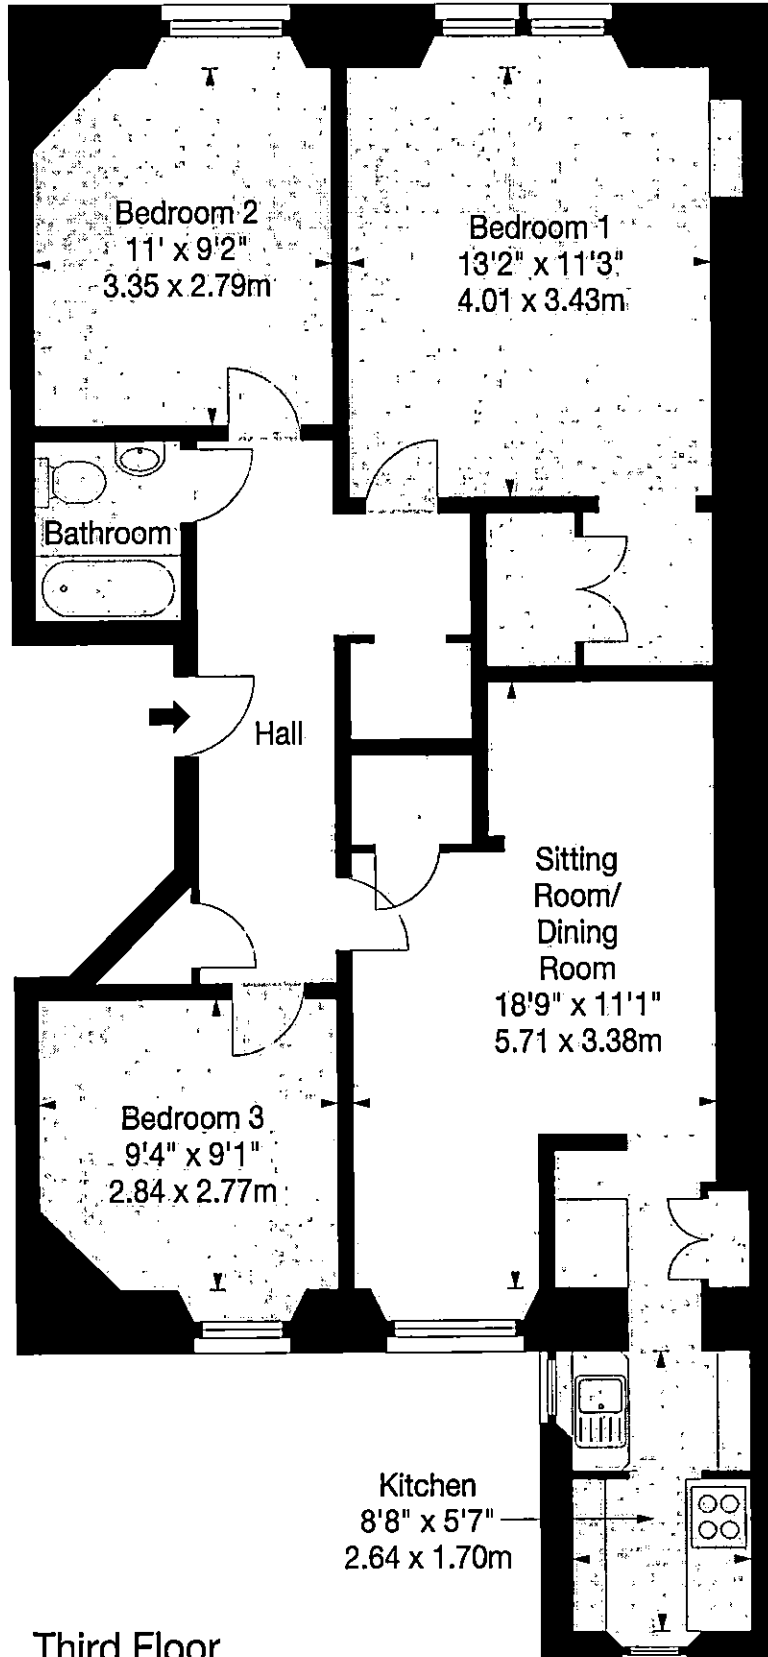 Bedroom 2
11' x 9'2"
3.35 x 2.79m
Bedroom 1
13'2" x 11'3"
4.01 x 3.43m
Bathroom
Hall
Sitting
Room/
Dining
Room
18'9" x 11'1"
5.71 x 3.38m
Bedroom 3
9'4" x 9'1"
2.84 x 2.77m
Kitchen
8'8" x 5'7"
2.64 x 1.70m
Third Floor